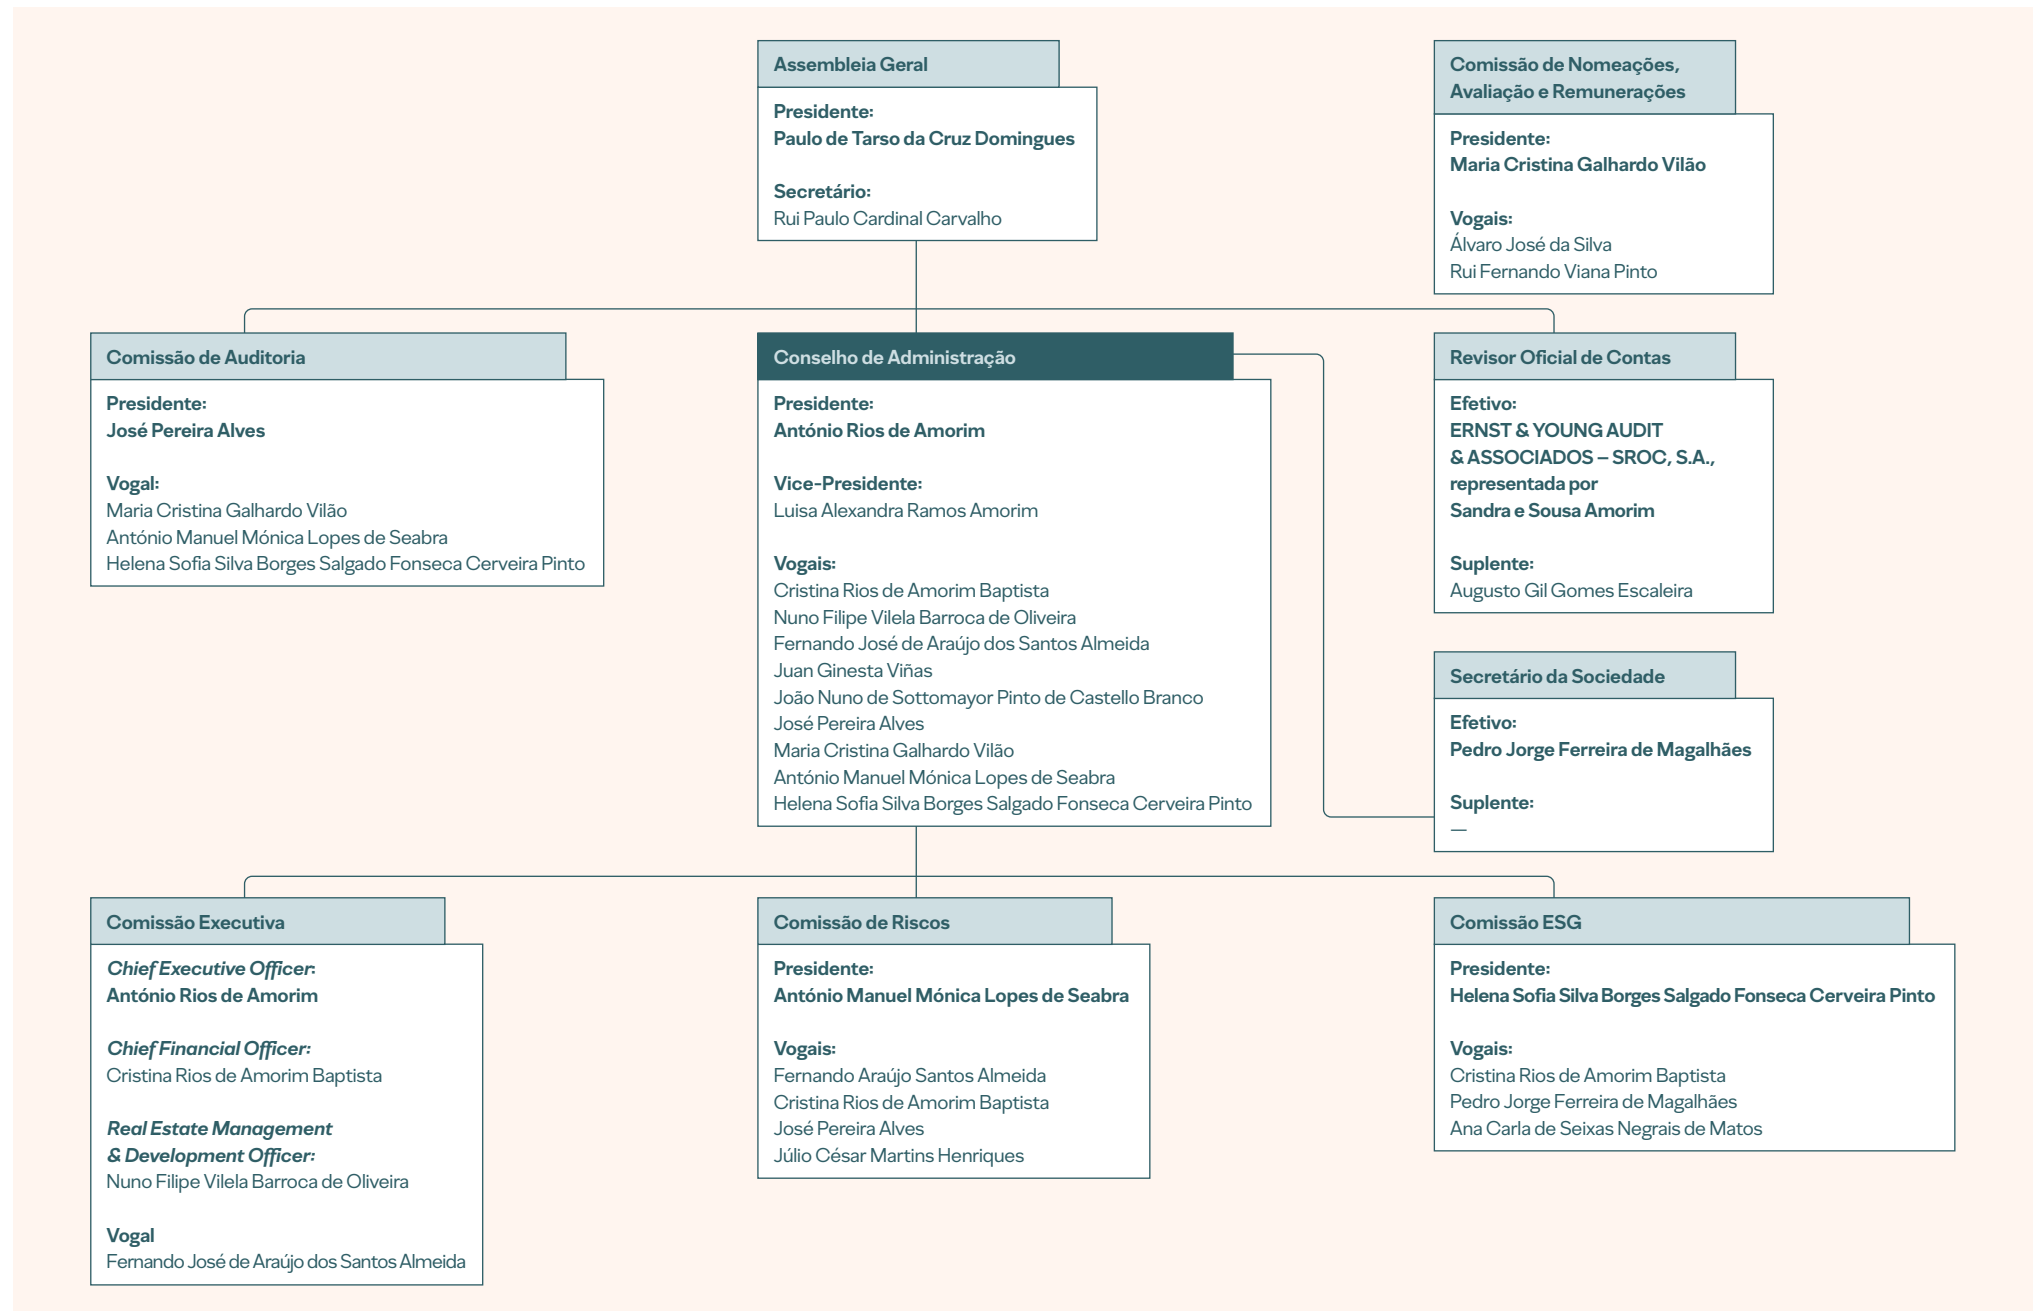 Assembleia Geral
Presidente:
Paulo de Tarso da Cruz Domingues
Secretário:
Rui Paulo Cardinal Carvalho
Comissão de Nomeações,
Avaliação e Remunerações
Presidente:
Maria Cristina Galhardo Vilão
Vogais:
Álvaro José da Silva
Rui Fernando Viana Pinto
Comissão de Auditoria
Presidente:
José Pereira Alves
Vogal:
Maria Cristina Galhardo Vilão
António Manuel Mónica Lopes de Seabra
Helena Sofia Silva Borges Salgado Fonseca Cerveira Pinto
Conselho de Administração
Presidente:
António Rios de Amorim
Vice-Presidente:
Luisa Alexandra Ramos Amorim
Vogais:
Cristina Rios de Amorim Baptista
Nuno Filipe Vilela Barroca de Oliveira
Fernando José de Araújo dos Santos Almeida
Juan Ginesta Viñas
João Nuno de Sottomayor Pinto de Castello Branco
José Pereira Alves
Maria Cristina Galhardo Vilão
António Manuel Mónica Lopes de Seabra
Helena Sofia Silva Borges Salgado Fonseca Cerveira Pinto
Revisor Oficial de Contas
Efetivo:
ERNST & YOUNG AUDIT
& ASSOCIADOS – SROC, S.A.,
representada por
Sandra e Sousa Amorim
Suplente:
Augusto Gil Gomes Escaleira
Secretário da Sociedade
Efetivo:
Pedro Jorge Ferreira de Magalhães
Suplente:
—
Comissão Executiva
Chief Executive Officer:
António Rios de Amorim
Chief Financial Officer:
Cristina Rios de Amorim Baptista
Real Estate Management
& Development Officer:
Nuno Filipe Vilela Barroca de Oliveira
Vogal
Fernando José de Araújo dos Santos Almeida
Comissão de Riscos
Presidente:
António Manuel Mónica Lopes de Seabra
Vogais:
Fernando Araújo Santos Almeida
Cristina Rios de Amorim Baptista
José Pereira Alves
Júlio César Martins Henriques
Comissão ESG
Presidente:
Helena Sofia Silva Borges Salgado Fonseca Cerveira Pinto
Vogais:
Cristina Rios de Amorim Baptista
Pedro Jorge Ferreira de Magalhães
Ana Carla de Seixas Negrais de Matos